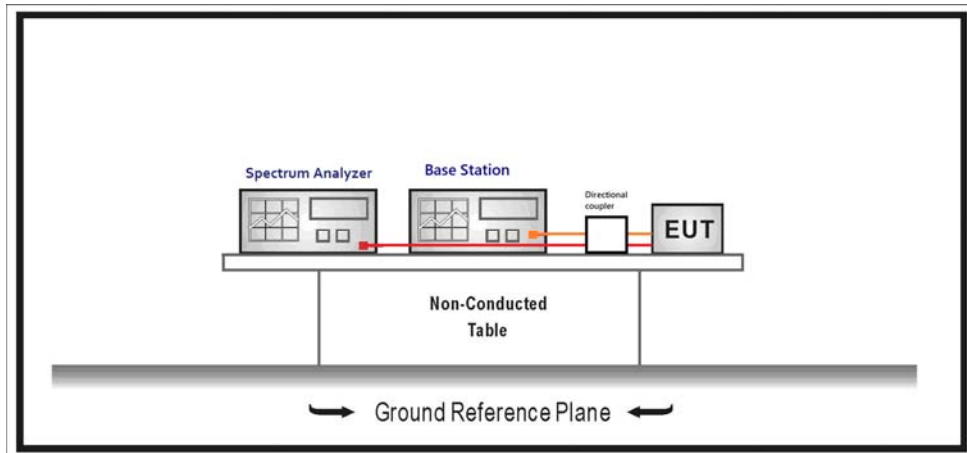 Spectrum Analyzer
Base Station
Directional
coupler
EUT
Non-Conducted
Table
Ground Reference Plane